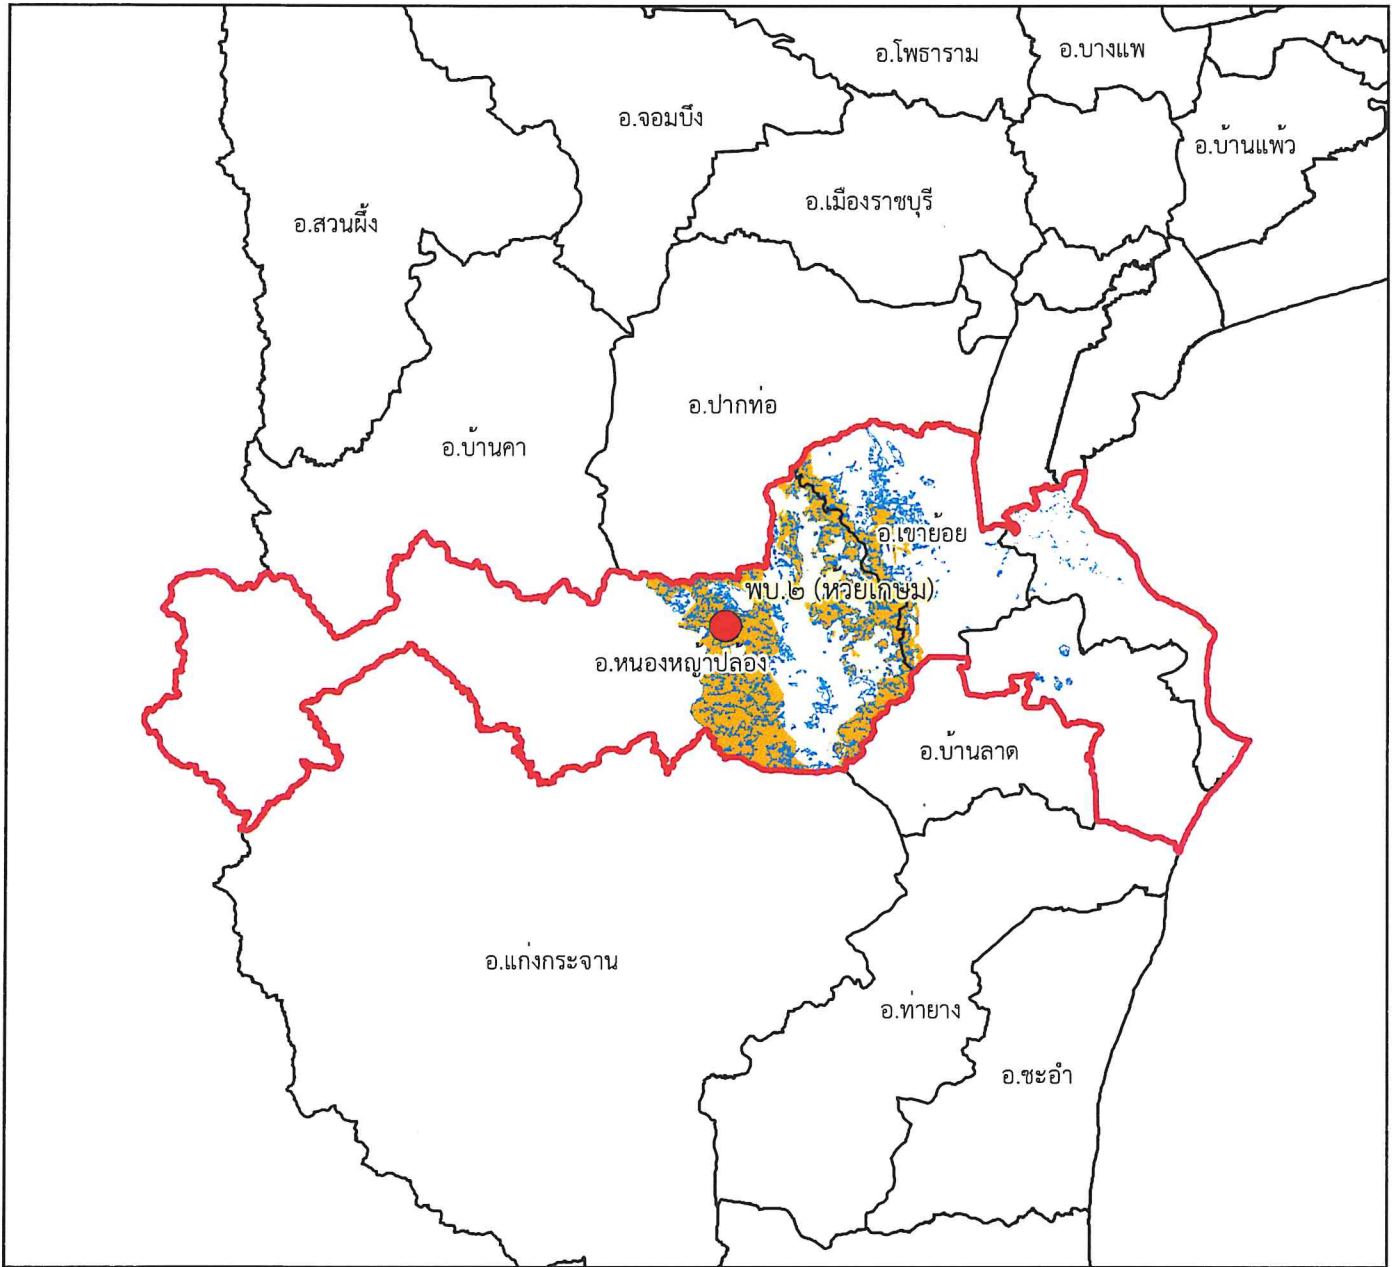 อ.โพธาราม
อ.บางแพ
อ.จอมบึง
อ.บ้านแพ้ว
อ.เมืองราชบุรี
อ.สวนผึ้ง
อ.ปากท่อ
อ.บ้านคา
อ.เขาย้อย
พบ.๒ (ห้วยเกษม)
อ.หนองหญ้าปล้อง
อ.บ้านลาด
อ.แก่งกระจาน
อ.ท่ายาง
อ.ชะอำ